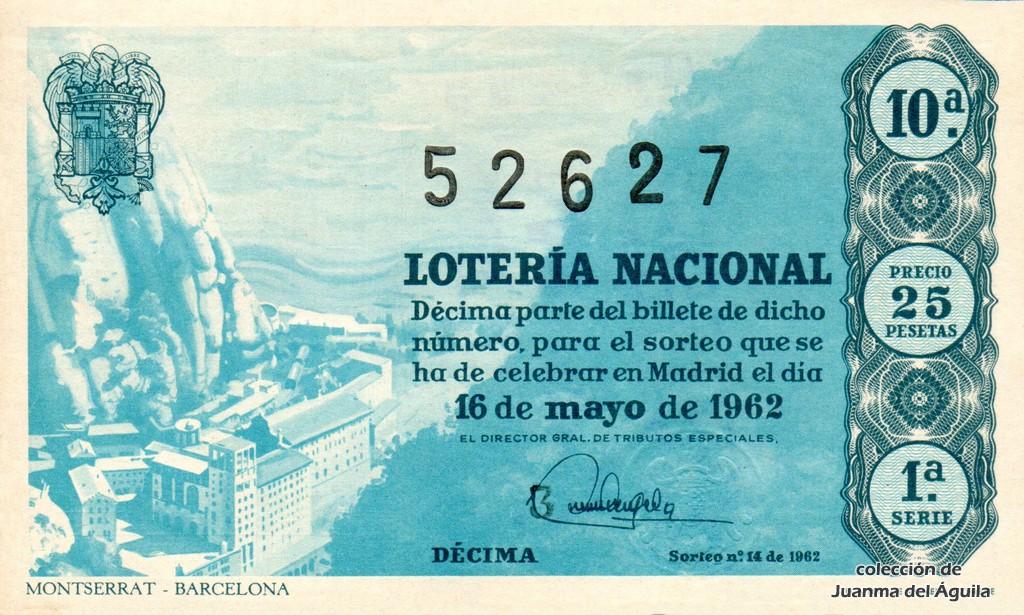 10ª.
52627
LOTERÍA NACIONAL
Décima parte del billete de dicho
número, para el sorteo que se
ha de celebrar en Madrid el día
16 de mayo de 1962
EL DIRECTOR GRAL. DE TRIBUTOS ESPECIALES,
PRECIO
25
PESETAS
1ª.
SERIE
DÉCIMA
Sorteo nº. 14 de 1962
MONTSERRAT - BARCELONA
colección de
Juanma del Águila